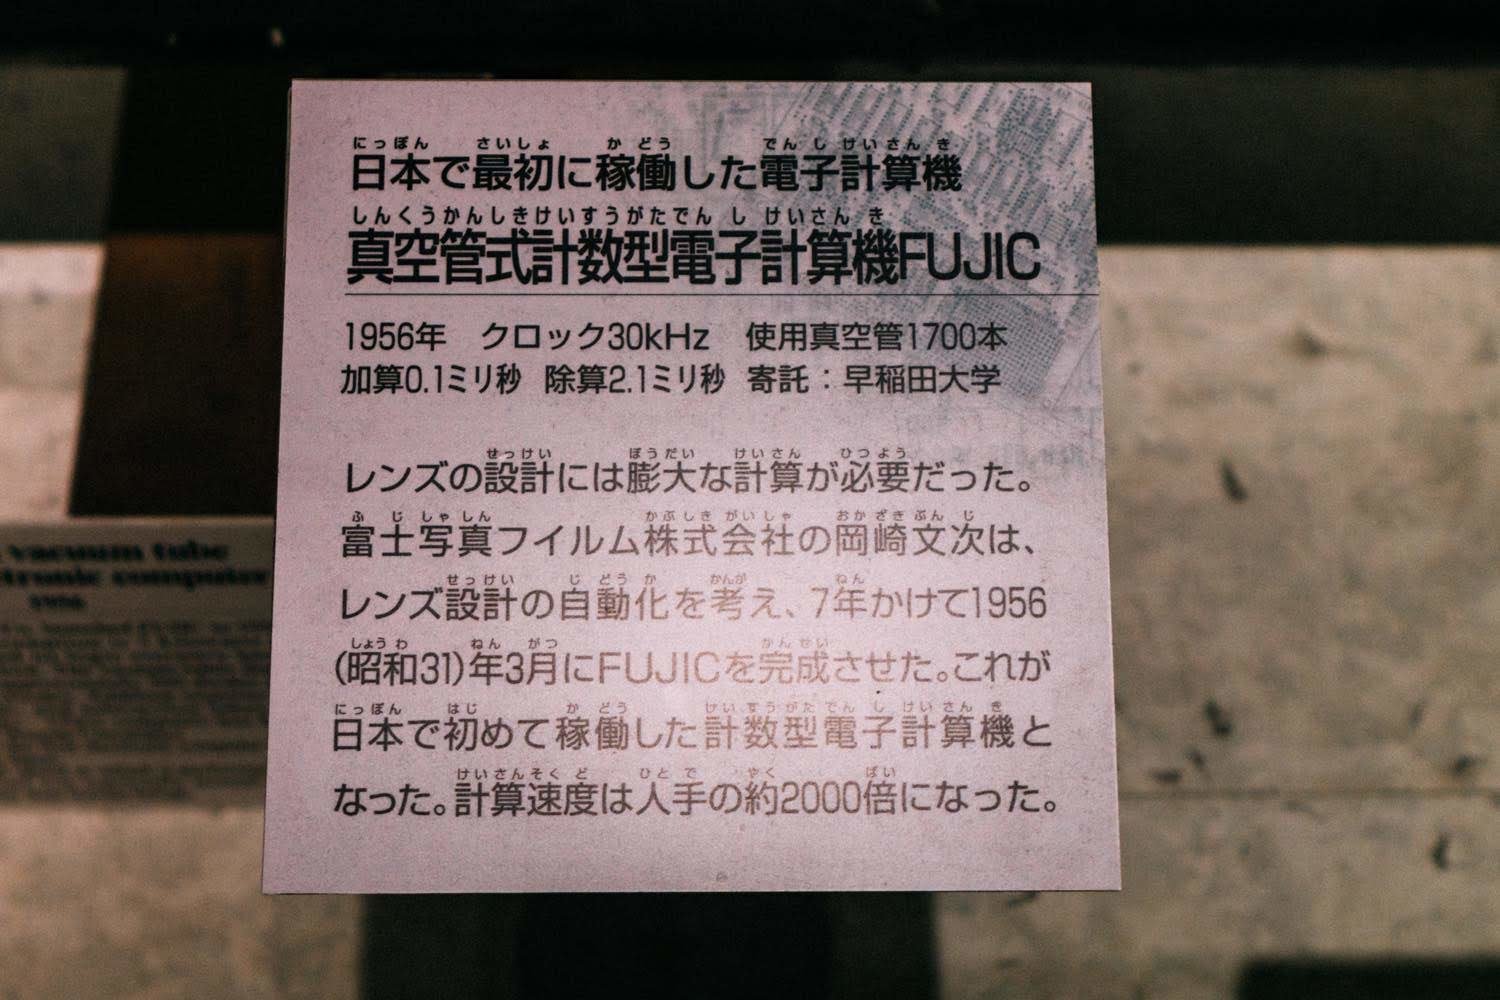 にっぽん さいしょ かどう でんしけいさんき
日本で最初に稼働した電子計算機
しんくうかんしきけいすうがたでんしけいさんき
真空管式計数型電子計算機FUJIC
1956年 クロック30kHz 使用真空管1700本
加算0.1ミリ秒 除算2.1ミリ秒 寄託：早稲田大学
せっけい ぼうだい けいさん ひつよう
レンズの設計には膨大な計算が必要だった。
ふじしゃしん かぶしきがいしゃ おかざきぶんじ
富士写真フイルム株式会社の岡崎文次は、
せっけい じどうか かんが ねん
レンズ設計の自動化を考え、7年かけて1956
しょうわ ねん がつ かんせい
(昭和31)年3月にFUJICを完成させた。これが
にっぽん はじ かどう けいすうがたでんしけいさんき
日本で初めて稼働した計数型電子計算機と
けいさんそくど ひとで やく ばい
なった。計算速度は人手の約2000倍になった。
vacuum tube
computer
1956